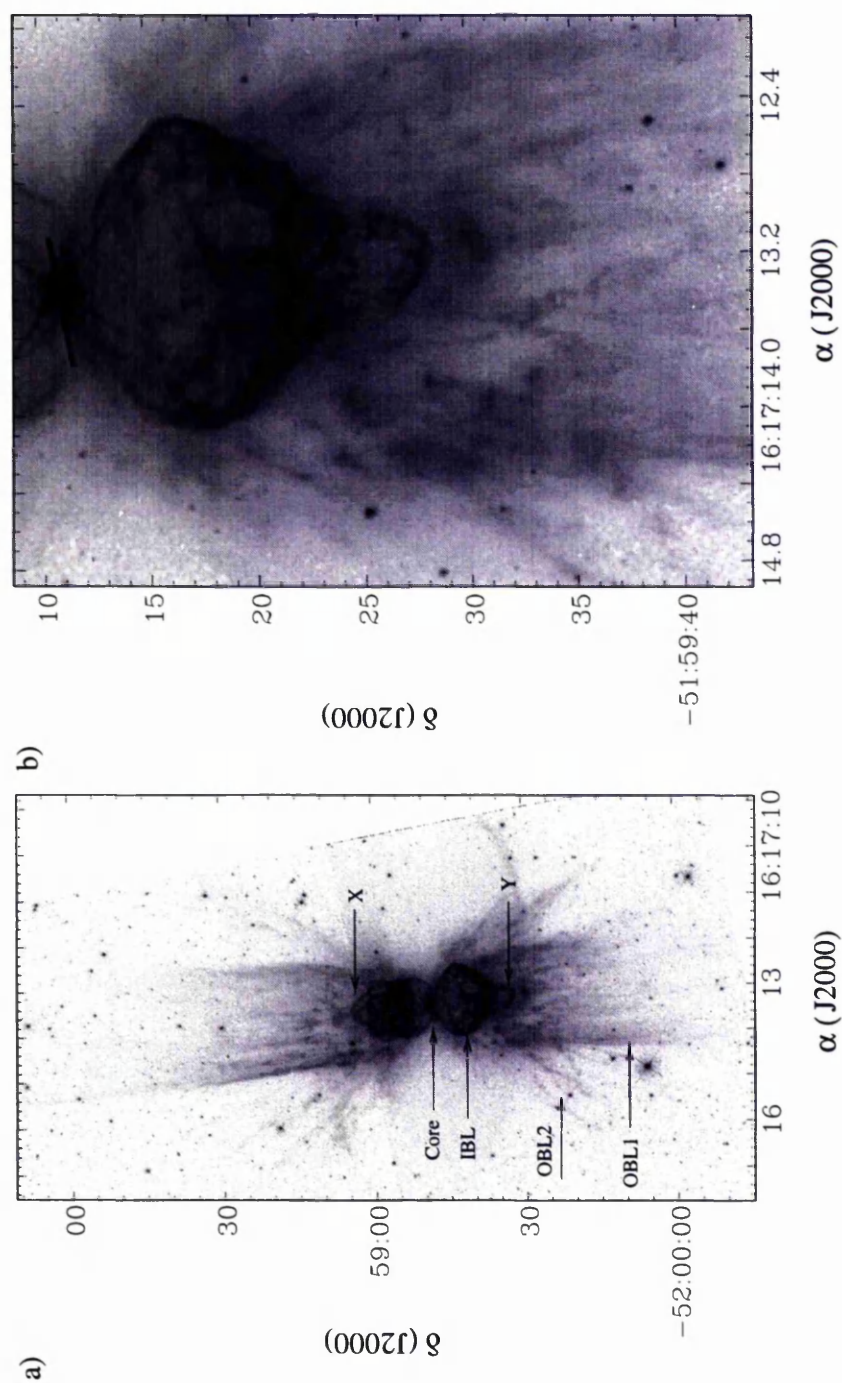 a)
δ (J2000)
00
30
59:00
30
−52:00:00
X
Core
IBL
Y
OBL2
OBL1
16
13
16:17:10
α (J2000)
b)
δ (J2000)
10
15
20
25
30
35
−51:59:40
14.8
16:17:14.0
13.2
12.4
α (J2000)